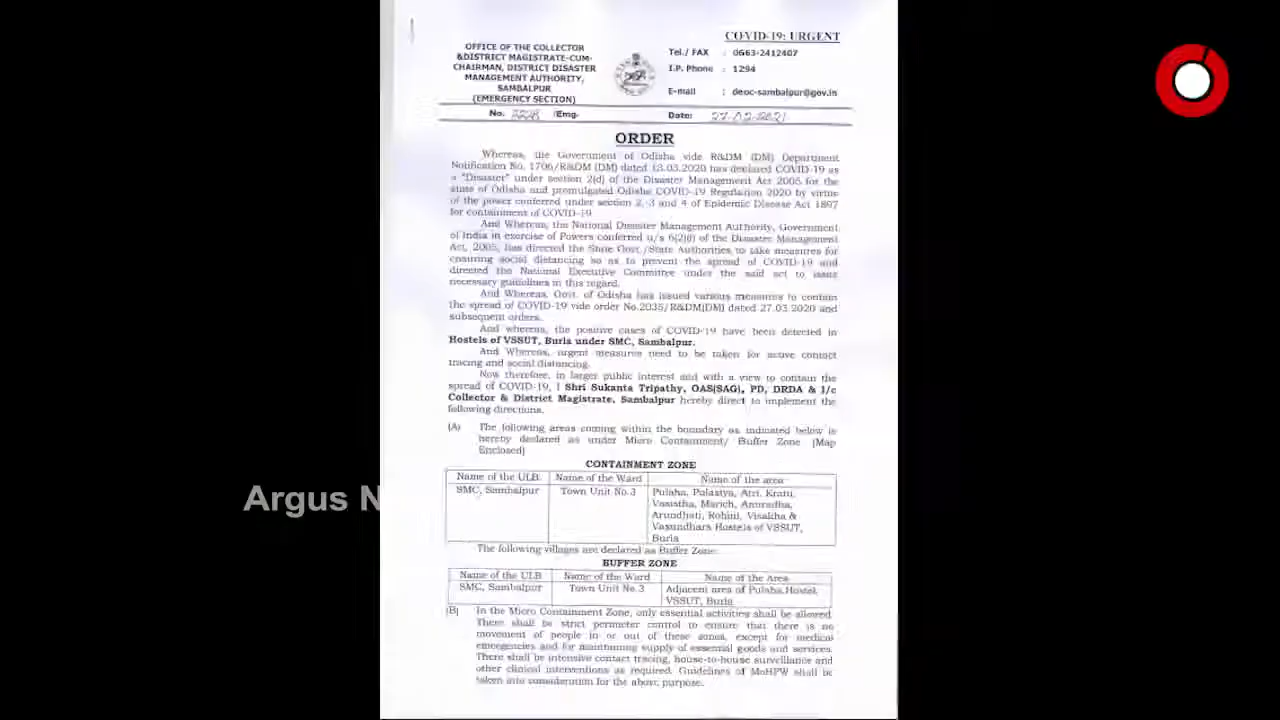 COVID-19: URGENT
OFFICE OF THE COLLECTOR
&DISTRICT MAGISTRATE-CUM-
CHAIRMAN, DISTRICT DISASTER
MANAGEMENT AUTHORITY,
SAMBALPUR
(EMERGENCY SECTION)
Tel./ FAX : 0663-2412407
I.P. Phone : 1294
E-mail : deoc-sambalpur@gov.in
No. /Emg. Date: 27.02.2021
ORDER
Whereas, the Government of Odisha vide R&DM (DM) Department
Notification No. 1706/R&DM (DM) dated 13.03.2020 has declared COVID-19 as
a "Disaster" under section 2(d) of the Disaster Management Act 2005 for the
state of Odisha and promulgated Odisha COVID-19 Regulation 2020 by virtue
of the power conferred under section 2, 3 and 4 of Epidemic Disease Act 1897
for containment of COVID-19
And Whereas, the National Disaster Management Authority, Government
of India in exercise of Powers conferred u/s 6(2)(i) of the Disaster Management
Act, 2005, has directed the State Govt./State Authorities to take measures for
ensuring social distancing so as to prevent the spread of COVID-19 and
directed the National Executive Committee under the said act to issue
necessary guidelines in this regard.
And Whereas, Govt. of Odisha has issued various measures to contain
the spread of COVID-19 vide order No.2035/R&DM(DM) dated 27.03.2020 and
subsequent orders.
And whereas, the positive cases of COVID-19 have been detected in
Hostels of VSSUT, Burla under SMC, Sambalpur.
And Whereas, urgent measures need to be taken for active contact
tracing and social distancing.
Now therefore, in larger public interest and with a view to contain the
spread of COVID-19, I Shri Sukanta Tripathy, OAS(SAG), PD, DRDA & I/c
Collector & District Magistrate, Sambalpur hereby direct to implement the
following directions.
(A) The following areas coming within the boundary as indicated below is
hereby declared as under Micro Containment/ Buffer Zone (Map
Enclosed)
CONTAINMENT ZONE
Name of the ULB Name of the Ward Name of the area
SMC, Sambalpur Town Unit No.3 Pulaha, Pulastya, Atri, Kratu,
Vasistha, Marich, Anuradha,
Arundhati, Rohini, Visakha &
Vasundhara Hostels of VSSUT,
Burla
The following villages are declared as Buffer Zone:
BUFFER ZONE
Name of the ULB Name of the Ward Name of the Area
SMC, Sambalpur Town Unit No.3 Adjacent area of Pulaha Hostel,
VSSUT, Burla
(B) In the Micro Containment Zone, only essential activities shall be allowed.
There shall be strict perimeter control to ensure that there is no
movement of people in or out of these zones, except for medical
emergencies and for maintaining supply of essential goods and services.
There shall be intensive contact tracing, house-to-house surveillance and
other clinical interventions as required. Guidelines of MoHFW shall be
taken into consideration for the above purpose.
Argus N